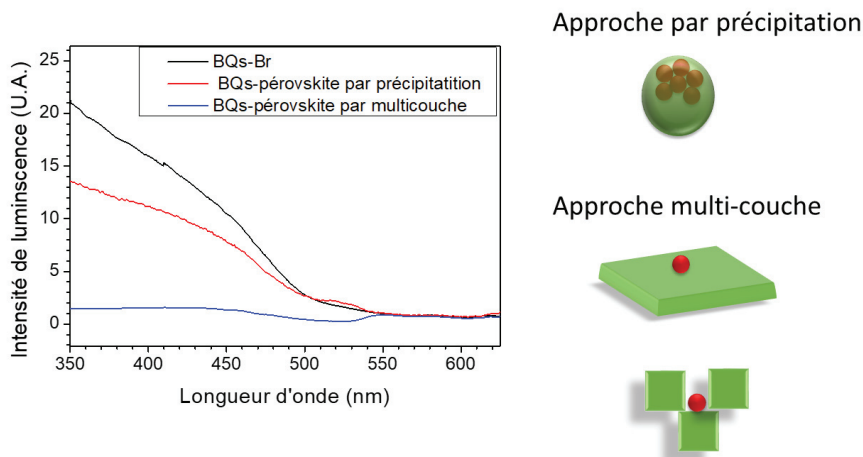 Intensité de luminscence (U.A.)
25
20
15
10
5
0
BQs-Br
BQs-pérovskite par précipitatition
BQs-pérovskite par multicouche
350 400 450 500 550 600
Longueur d'onde (nm)
Approche par précipitation
Approche multi-couche